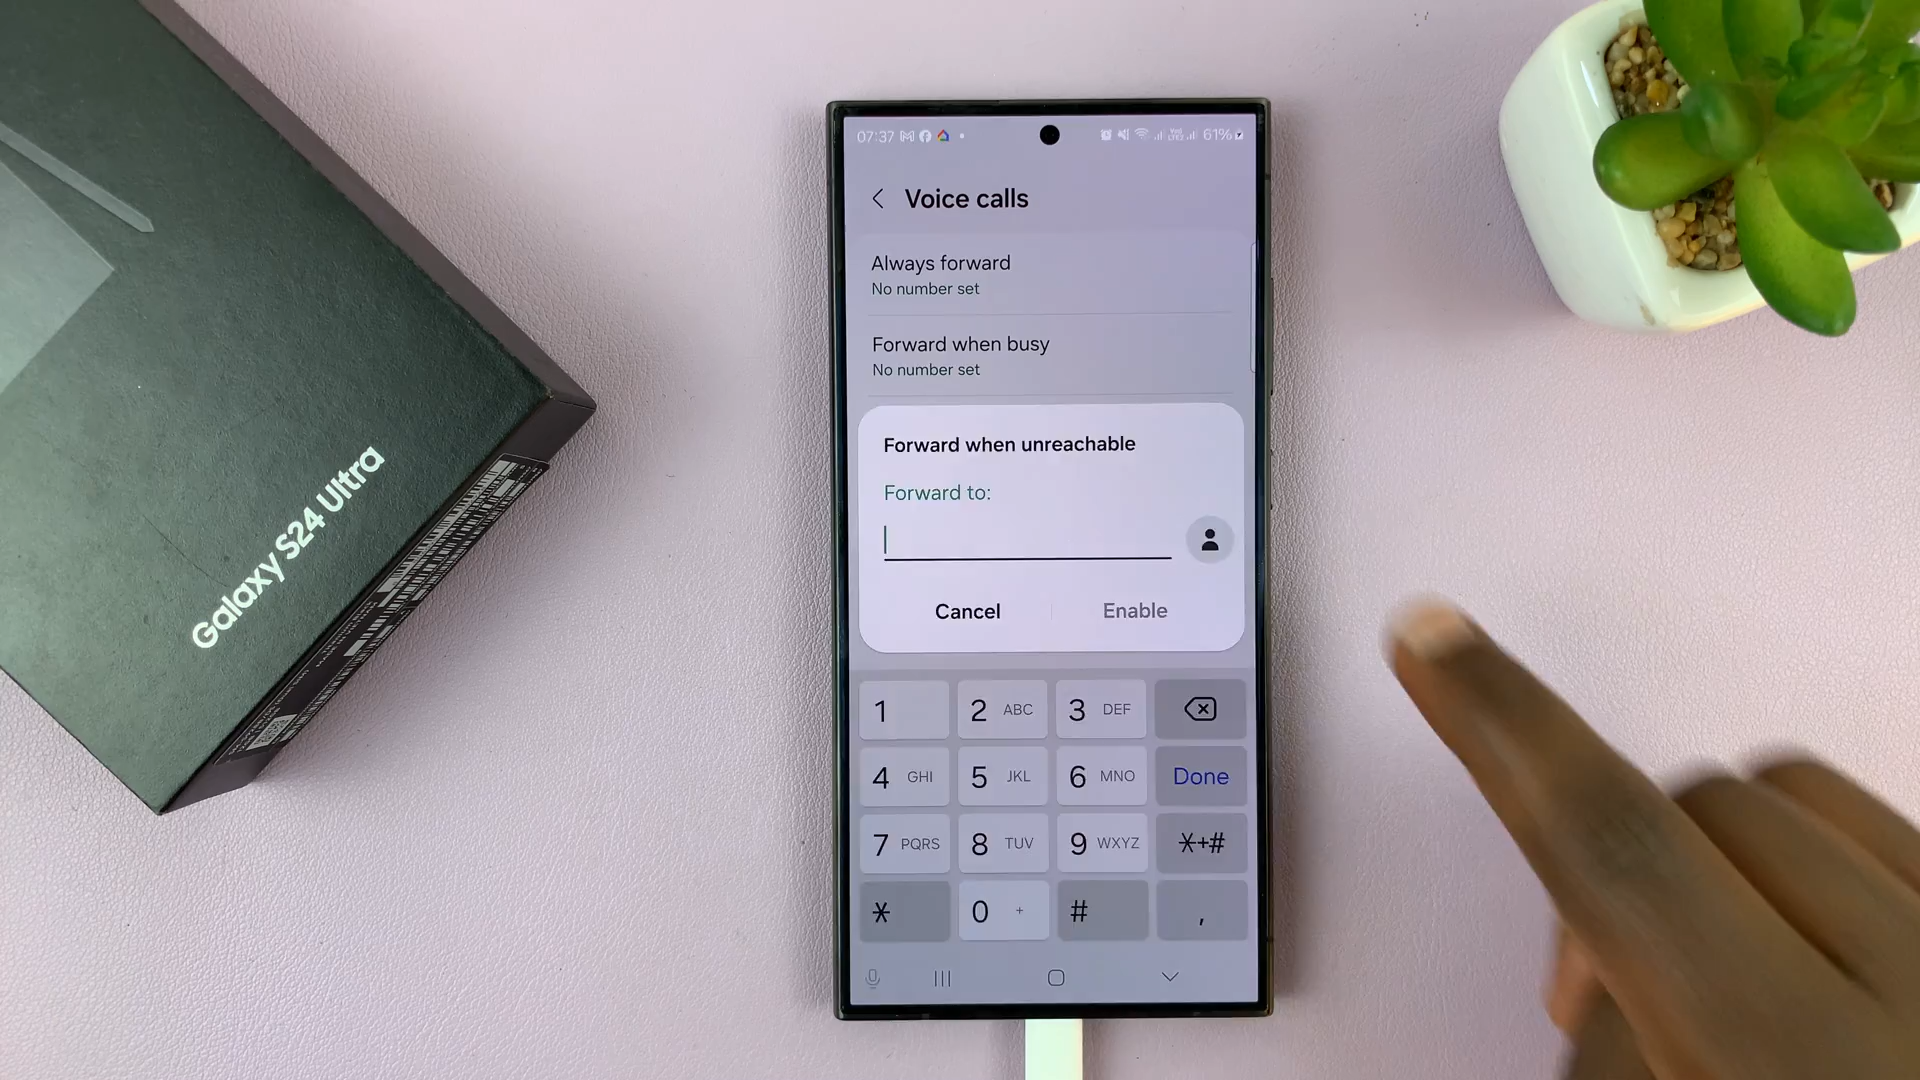 Galaxy S24 Ultra
07:37
61%
Voice calls
Always forward
No number set
Forward when busy
No number set
Forward when unreachable
Forward to:
Cancel Enable
1 2 ABC 3 DEF
4 GHI 5 JKL 6 MNO Done
7 PQRS 8 TUV 9 WXYZ *+#
* 0 + # ,